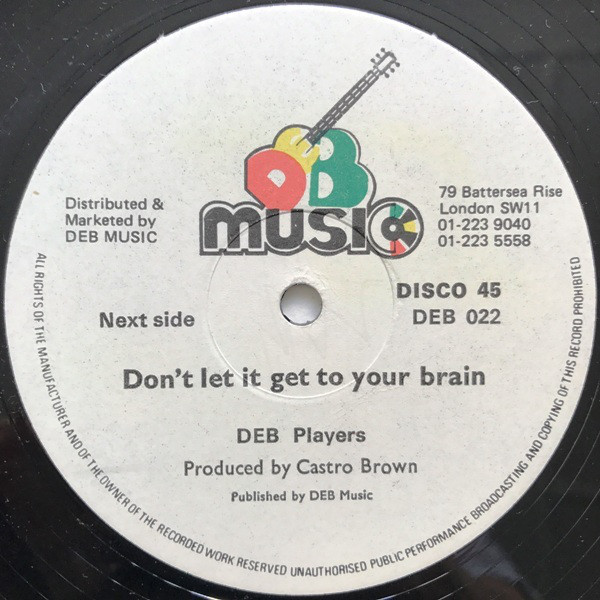 DEB
MUSIC
Distributed &
Marketed by
DEB MUSIC
79 Battersea Rise
London SW11
01-223 9040
01-223 5558
DISCO 45
DEB 022
Next side
Don't let it get to your brain
DEB Players
Produced by Castro Brown
Published by DEB Music
ALL RIGHTS OF THE MANUFACTURER AND OF THE OWNER OF THE RECORDED WORK RESERVED UNAUTHORISED PUBLIC PERFORMANCE BROADCASTING AND COPYING OF THIS RECORD PROHIBITED